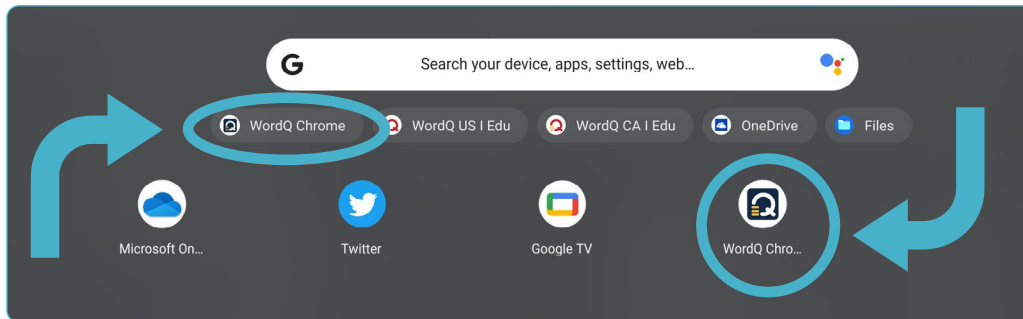 Search your device, apps, settings, web...
WordQ Chrome
WordQ US I Edu
WordQ CA I Edu
OneDrive
Files
Microsoft On...
Twitter
Google TV
WordQ Chro...